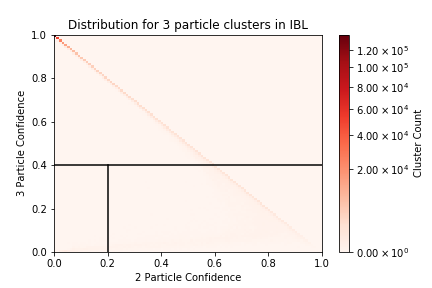 Distribution for 3 particle clusters in IBL
3 Particle Confidence
1.0
0.8
0.6
0.4
0.2
0.0
0.0 0.2 0.4 0.6 0.8 1.0
2 Particle Confidence
1.20 × 10⁵
1.00 × 10⁵
8.00 × 10⁴
6.00 × 10⁴
4.00 × 10⁴
2.00 × 10⁴
0.00 × 10⁰
Cluster Count